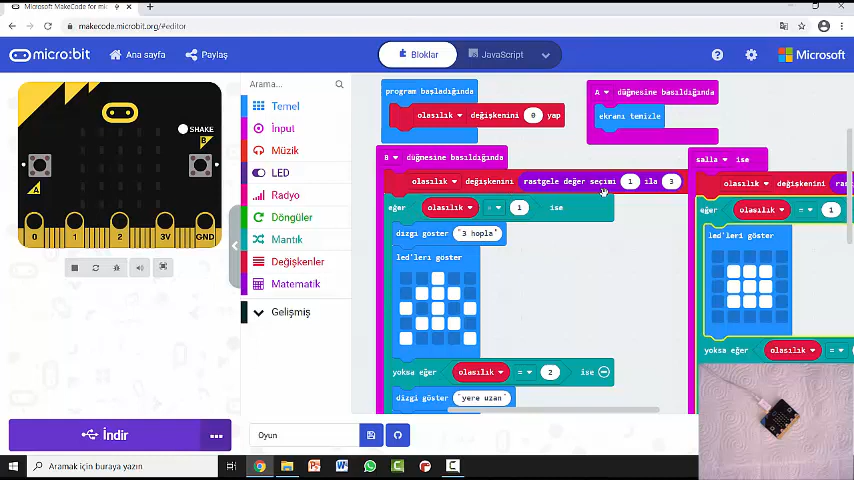 Microsoft MakeCode for mic
makecode.microbit.org/#editor
micro:bit
Ana sayfa
Paylaş
Bloklar
JavaScript
Microsoft
SHAKE
B
A
0 1 2 3V GND
Arama...
Temel
Input
Müzik
LED
Radyo
Döngüler
Mantık
Değişkenler
Matematik
Gelişmiş
program başladığında
olasılık değişkenini 0 yap
A düğmesine basıldığında
ekranı temizle
B düğmesine basıldığında
olasılık değişkenini rastgele değer seçimi 1 ila 3
eğer olasılık = 1 ise
dizgi göster "3 hopla"
led'leri göster
yoksa eğer olasılık = 2 ise
dizgi göster "yere uzan"
salla ise
olasılık değişkenini
eğer olasılık = 1
led'leri göster
yoksa eğer olasılık =
İndir
Oyun
Aramak için buraya yazın